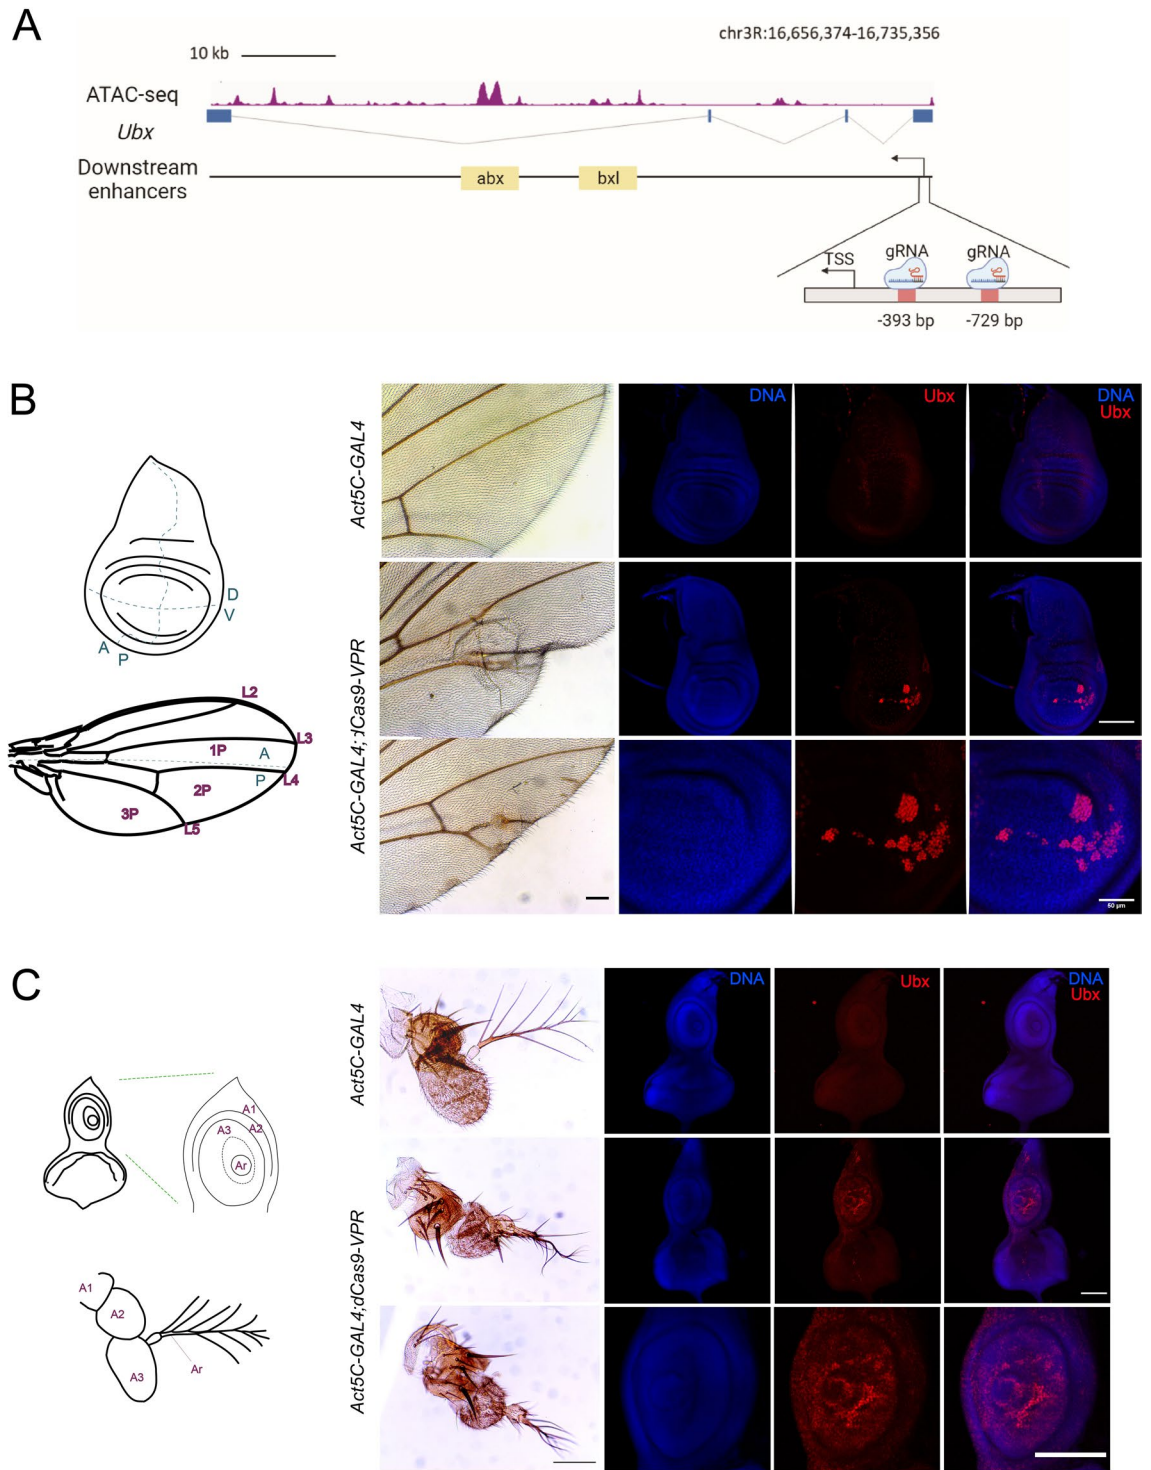 A
chr3R:16,656,374-16,735,356
10 kb
ATAC-seq
Ubx
Downstream
enhancers
abx
bxl
TSS
gRNA
gRNA
-393 bp
-729 bp
B
Act5C-GAL4
DNA
Ubx
DNA
Ubx
D
V
A
P
L2
L3
1P
A
P
L4
2P
3P
L5
Act5C-GAL4;:dCas9-VPR
50 µm
C
Act5C-GAL4
DNA
Ubx
DNA
Ubx
A1
A2
A3
Ar
A1
A2
A3
Ar
Act5C-GAL4;dCas9-VPR